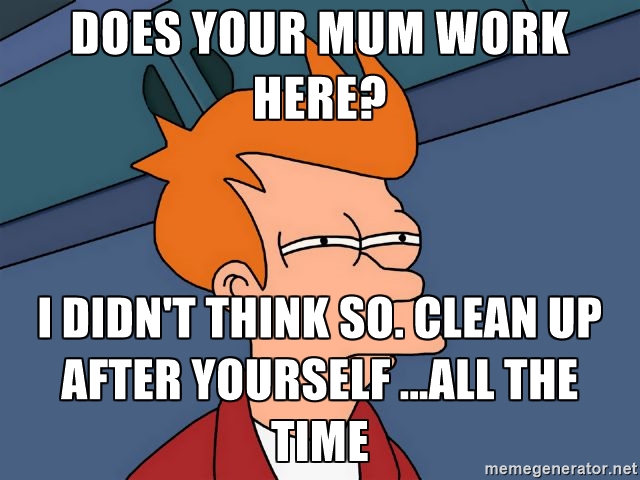 DOES YOUR MUM WORK
HERE?
I DIDN'T THINK SO. CLEAN UP
AFTER YOURSELF ...ALL THE
TIME
memegenerator.net